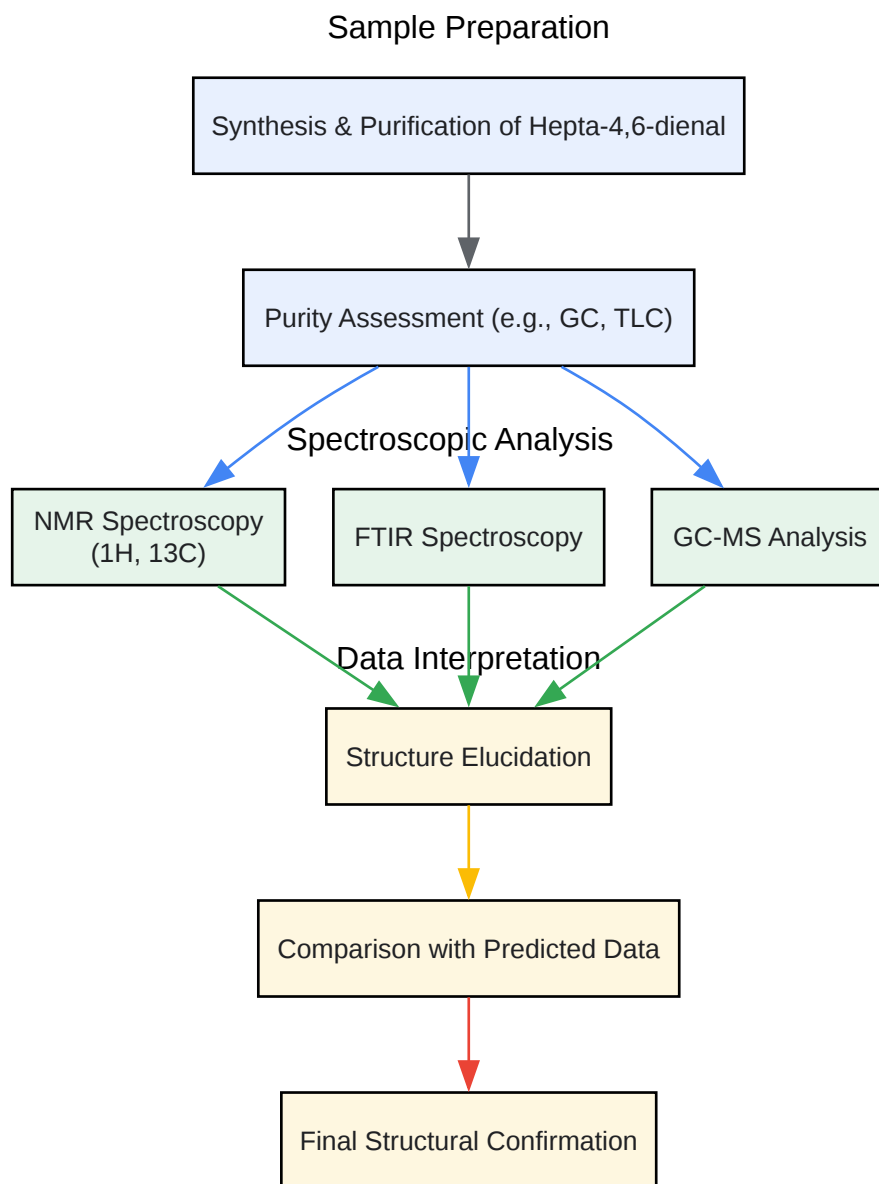 Sample Preparation
Synthesis & Purification of Hepta-4,6-dienal
Purity Assessment (e.g., GC, TLC)
Spectroscopic Analysis
NMR Spectroscopy
(1H, 13C)
FTIR Spectroscopy
GC-MS Analysis
Data Interpretation
Structure Elucidation
Comparison with Predicted Data
Final Structural Confirmation